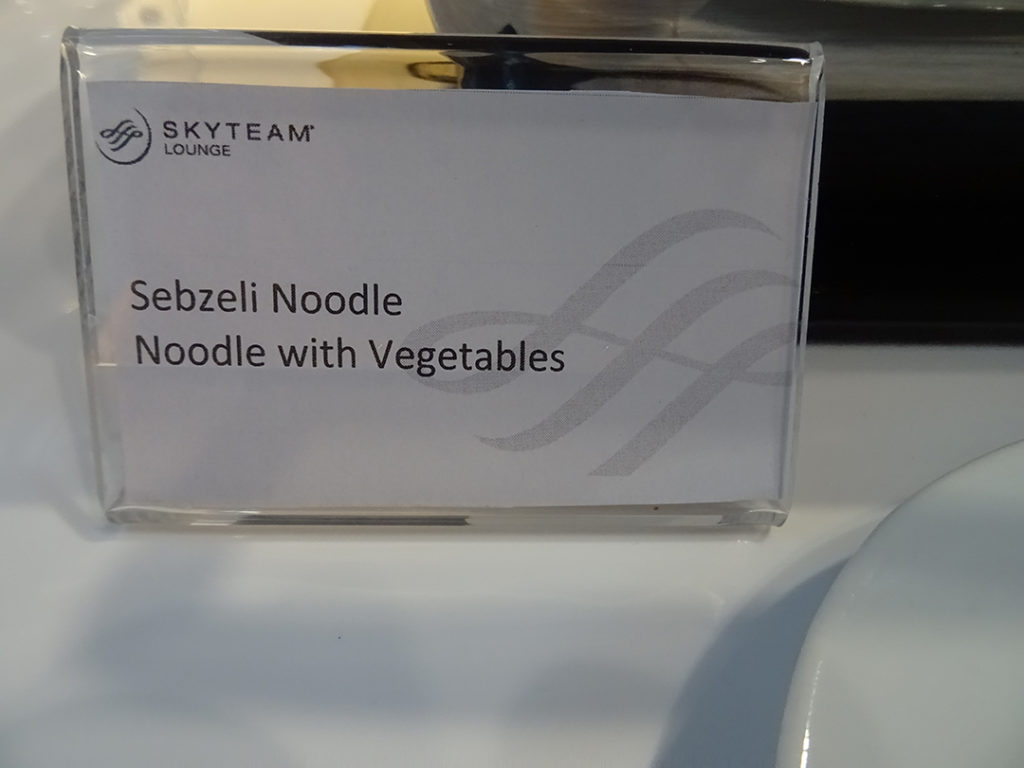 SKYTEAM
LOUNGE
Sebzeli Noodle
Noodle with Vegetables